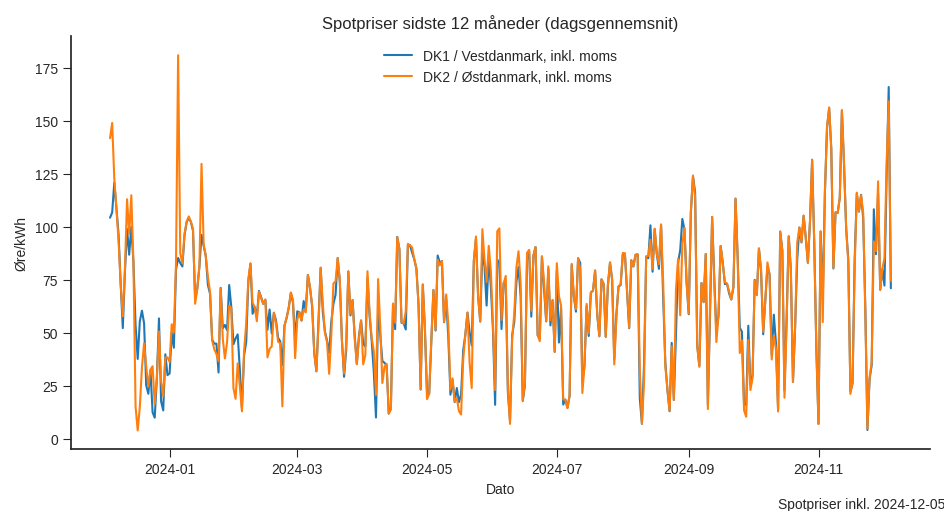 Spotpriser sidste 12 måneder (dagsgennemsnit)
DK1 / Vestdanmark, inkl. moms
DK2 / Østdanmark, inkl. moms
Øre/kWh
175
150
125
100
75
50
25
0
2024-01
2024-03
2024-05
2024-07
2024-09
2024-11
Dato
Spotpriser inkl. 2024-12-05